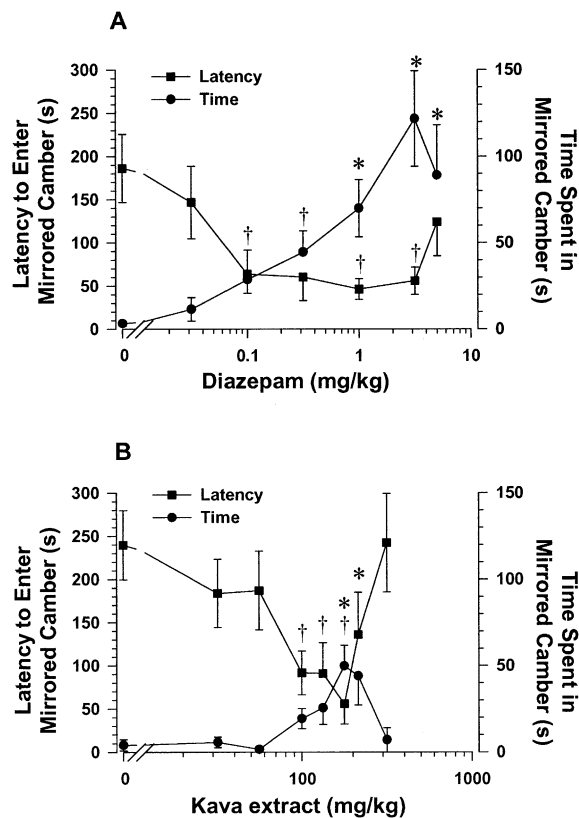 A
Latency
Time
Latency to Enter
Mirrored Camber (s)
300
250
200
150
100
50
0
150
100
50
0
Time Spent in
Mirrored Camber (s)
* * * † † † †
0 0.1 1 10
Diazepam (mg/kg)
B
Latency
Time
Latency to Enter
Mirrored Camber (s)
300
250
200
150
100
50
0
150
100
50
0
Time Spent in
Mirrored Camber (s)
† † * † *
0 100 1000
Kava extract (mg/kg)